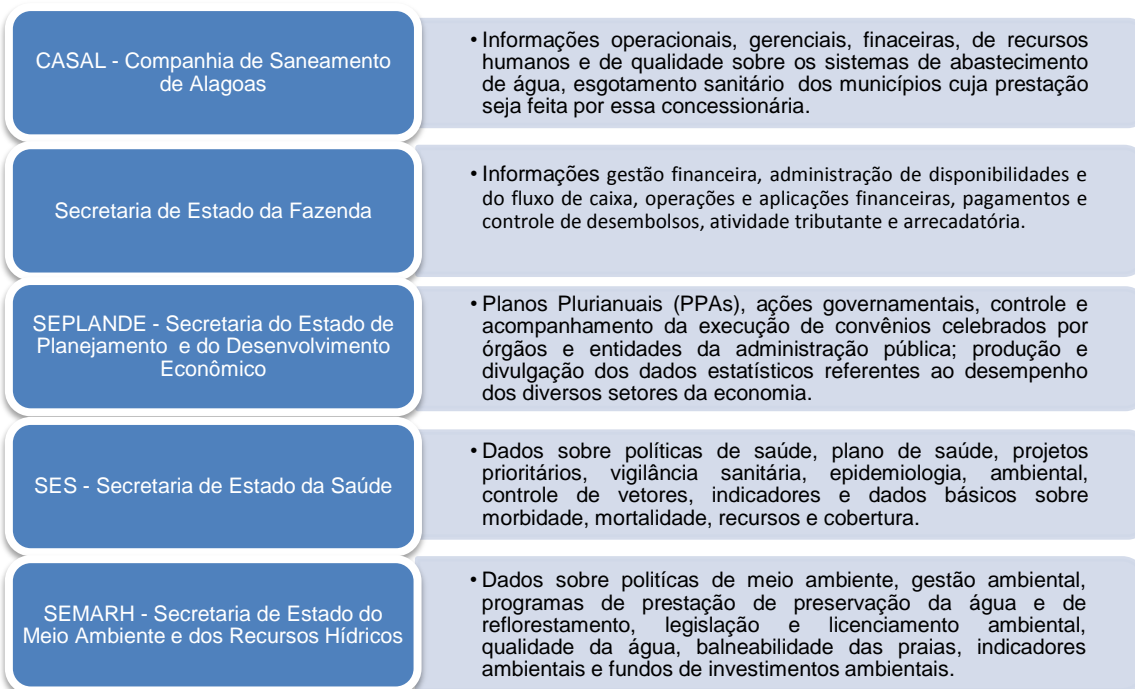 CASAL - Companhia de Saneamento
de Alagoas
• Informações operacionais, gerenciais, finaceiras, de recursos
humanos e de qualidade sobre os sistemas de abastecimento
de água, esgotamento sanitário dos municípios cuja prestação
seja feita por essa concessionária.
Secretaria de Estado da Fazenda
• Informações gestão financeira, administração de disponibilidades e
do fluxo de caixa, operações e aplicações financeiras, pagamentos e
controle de desembolsos, atividade tributante e arrecadatória.
SEPLANDE - Secretaria do Estado de
Planejamento e do Desenvolvimento
Econômico
• Planos Plurianuais (PPAs), ações governamentais, controle e
acompanhamento da execução de convênios celebrados por
órgãos e entidades da administração pública; produção e
divulgação dos dados estatísticos referentes ao desempenho
dos diversos setores da economia.
SES - Secretaria de Estado da Saúde
• Dados sobre políticas de saúde, plano de saúde, projetos
prioritários, vigilância sanitária, epidemiologia, ambiental,
controle de vetores, indicadores e dados básicos sobre
morbidade, mortalidade, recursos e cobertura.
SEMARH - Secretaria de Estado do
Meio Ambiente e dos Recursos Hídricos
• Dados sobre politícas de meio ambiente, gestão ambiental,
programas de prestação de preservação da água e de
reflorestamento, legislação e licenciamento ambiental,
qualidade da água, balneabilidade das praias, indicadores
ambientais e fundos de investimentos ambientais.